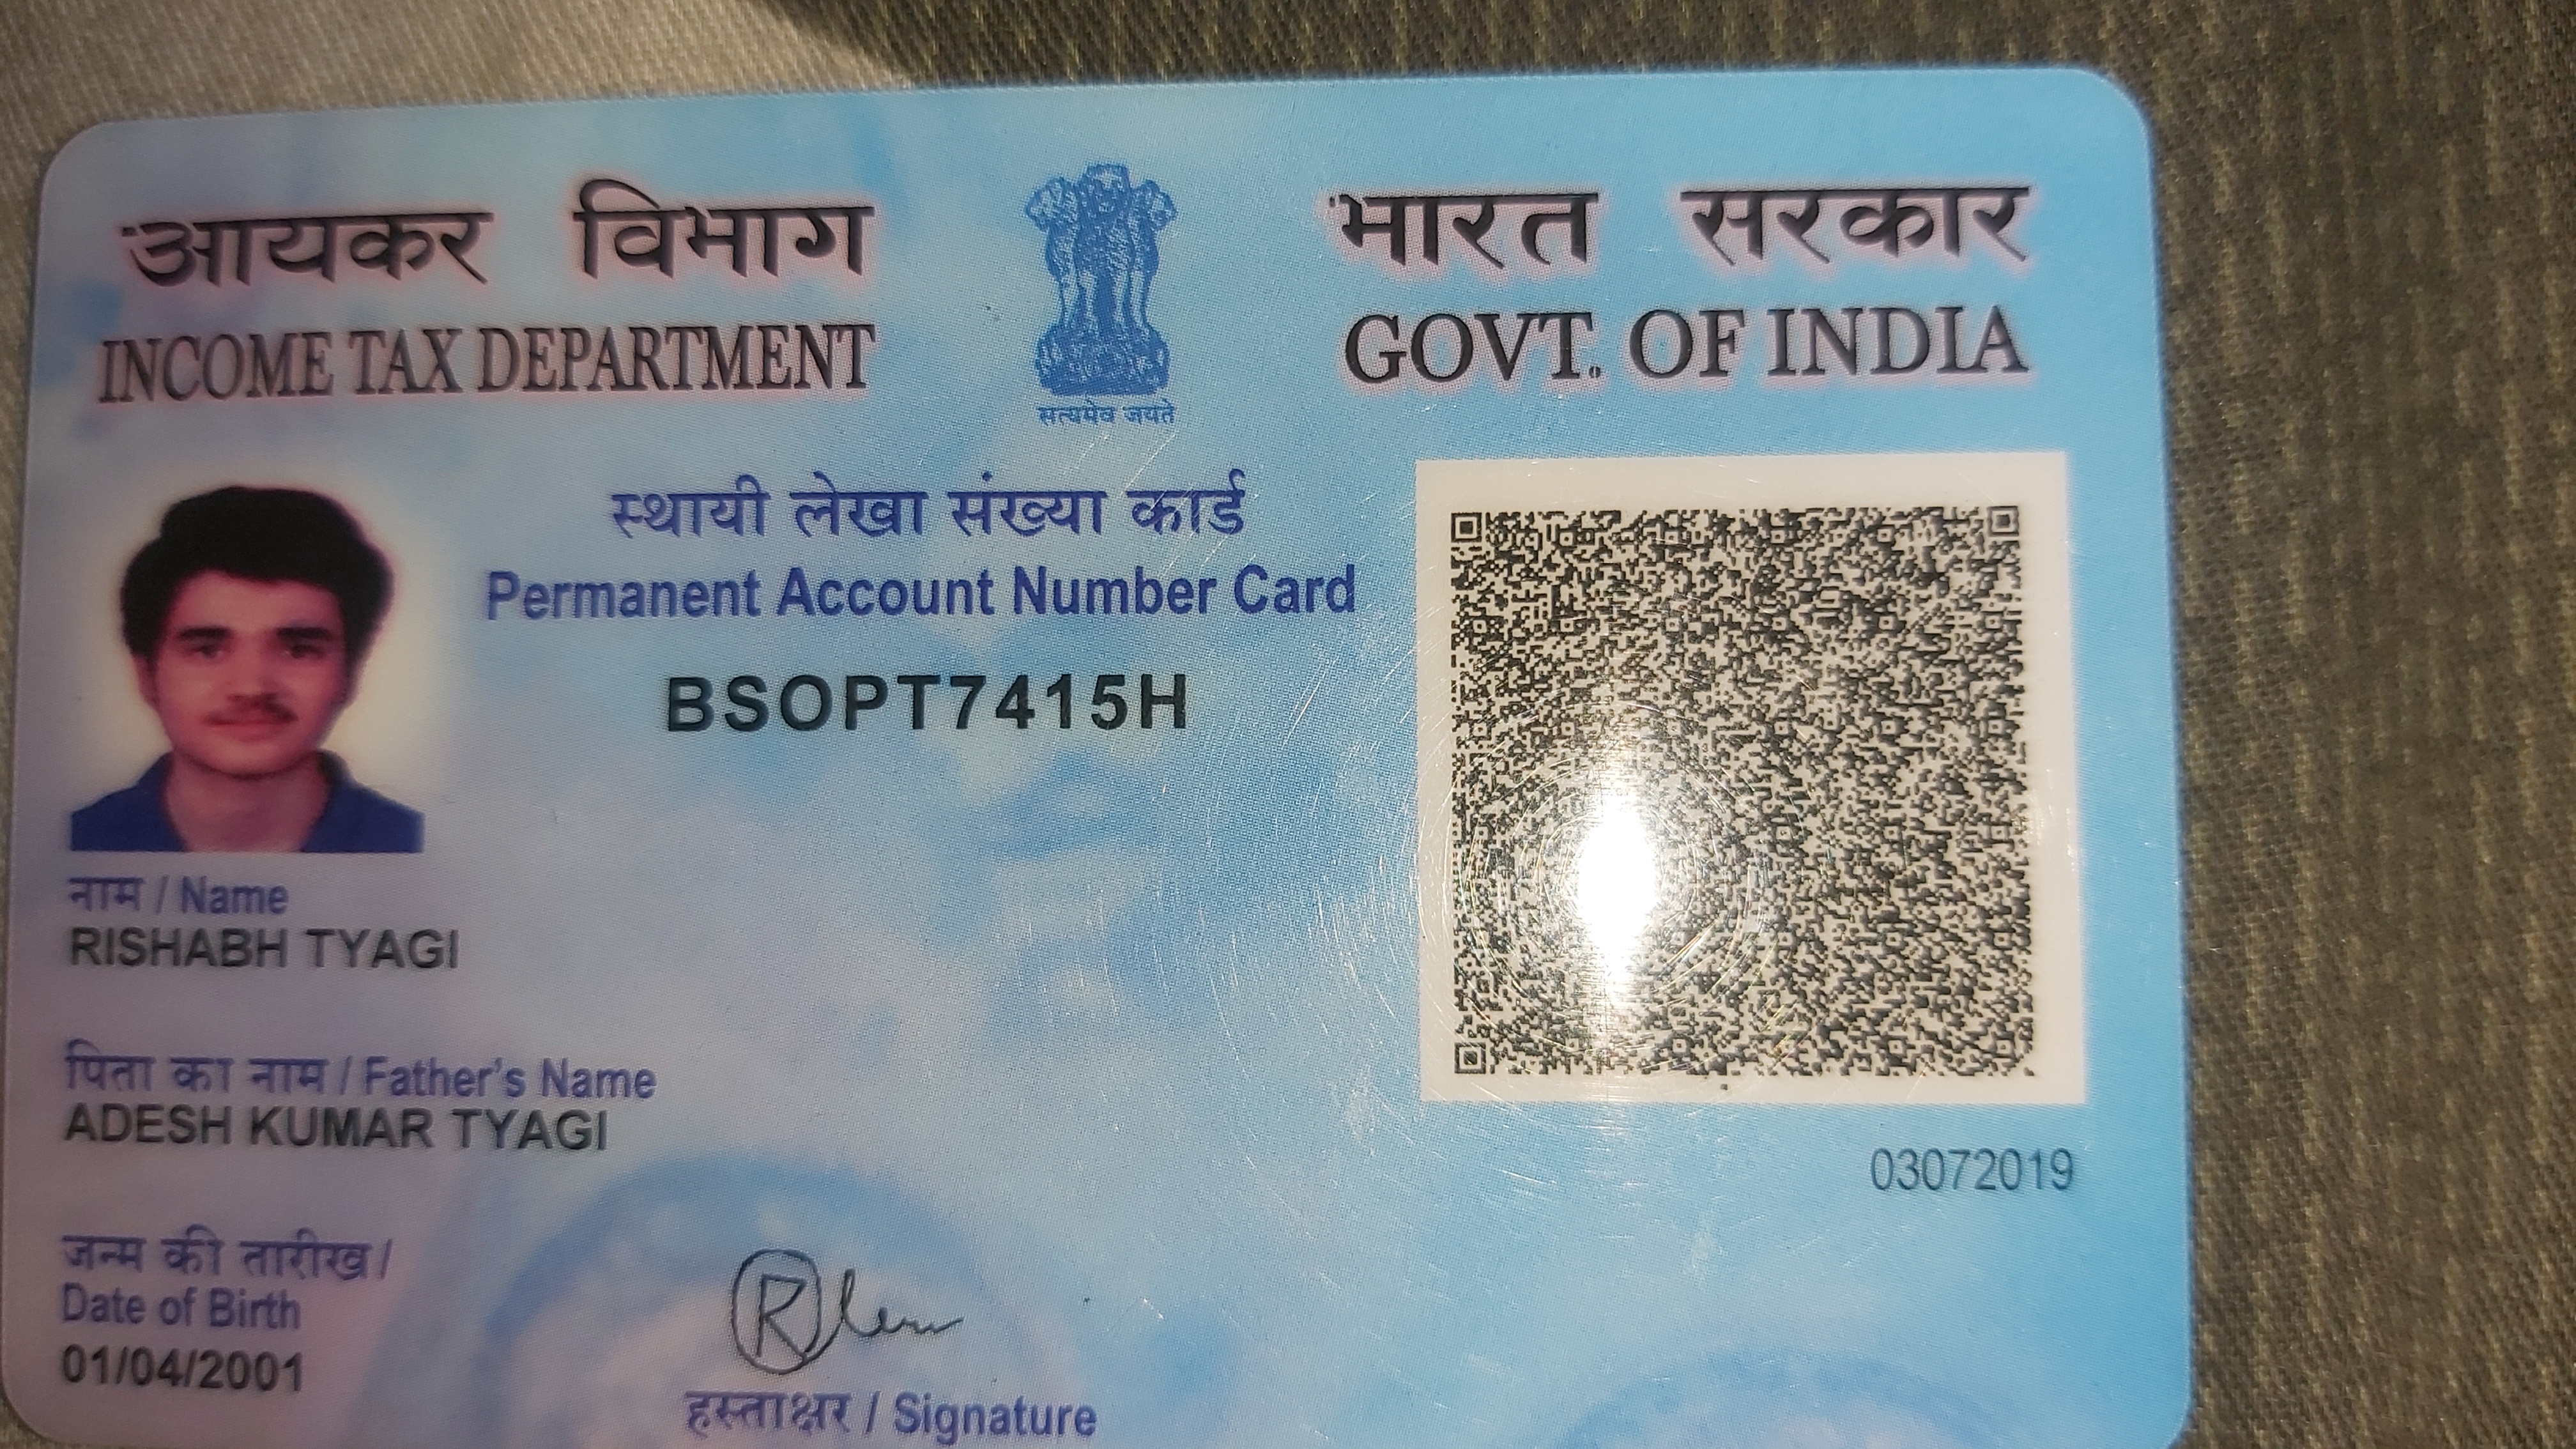 आयकर विभाग
INCOME TAX DEPARTMENT
सत्यमेव जयते
भारत सरकार
GOVT. OF INDIA
स्थायी लेखा संख्या कार्ड
Permanent Account Number Card
BSOPT7415H
नाम / Name
RISHABH TYAGI
पिता का नाम / Father's Name
ADESH KUMAR TYAGI
जन्म की तारीख /
Date of Birth
01/04/2001
हस्ताक्षर / Signature
03072019